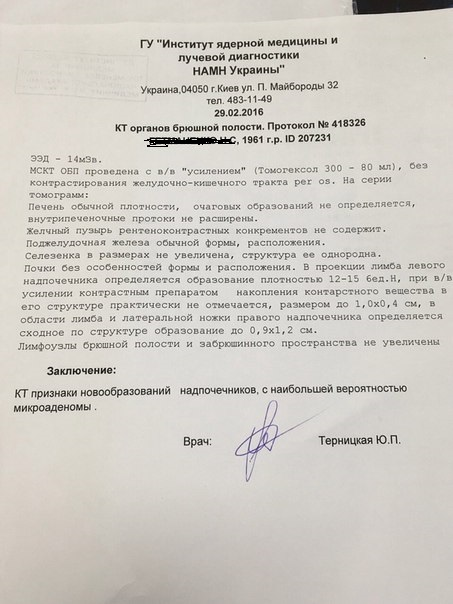 ГУ "Институт ядерной медицины и
лучевой диагностики
НАМН Украины"
Украина,04050 г.Киев ул. П. Майбороды 32
тел. 483-11-49
29.02.2016
КТ органов брюшной полости. Протокол № 418326
С, 1961 г.р. ID 207231
ЭЭД - 14мЗв.
МСКТ ОБП проведена с в/в "усилением" (Томогексол 300 - 80 мл), без
контрастирования желудочно-кишечного тракта per os. На серии
томограмм:
Печень обычной плотности, очаговых образований не определяется,
внутрипеченочные протоки не расширены.
Желчный пузырь рентеноконтрастных конкрементов не содержит.
Поджелудочная железа обычной формы, расположения.
Селезенка в размерах не увеличена, структура ее однородна.
Почки без особенностей формы и расположения. В проекции лимба левого
надпочечника определяется образование плотностью 12-15 6ед.Н, при в/в
усилении контрастным препаратом накопления контарстного вещества в
его структуре практически не отмечается, размером до 1,0х0,4 см, в
области лимба и латеральной ножки правого надпочечника определяется
сходное по структуре образование до 0,9х1,2 см.
Лимфоузлы брюшной полости и забрюшинного пространства не увеличены
Заключение:
КТ признаки новообразований надпочечников, с наибольшей вероятностью
микроаденомы .
Врач: Терницкая Ю.П.